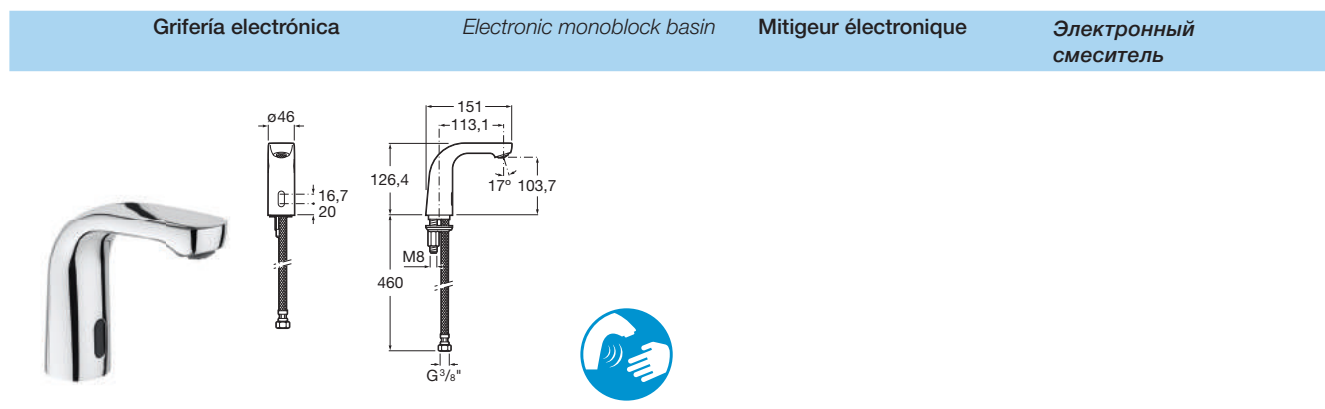 Grifería electrónica
Electronic monoblock basin
Mitigeur électronique
Электронный
смеситель
ø46
16,7
20
151
113,1
126,4
17º
103,7
M8
460
G3/8"